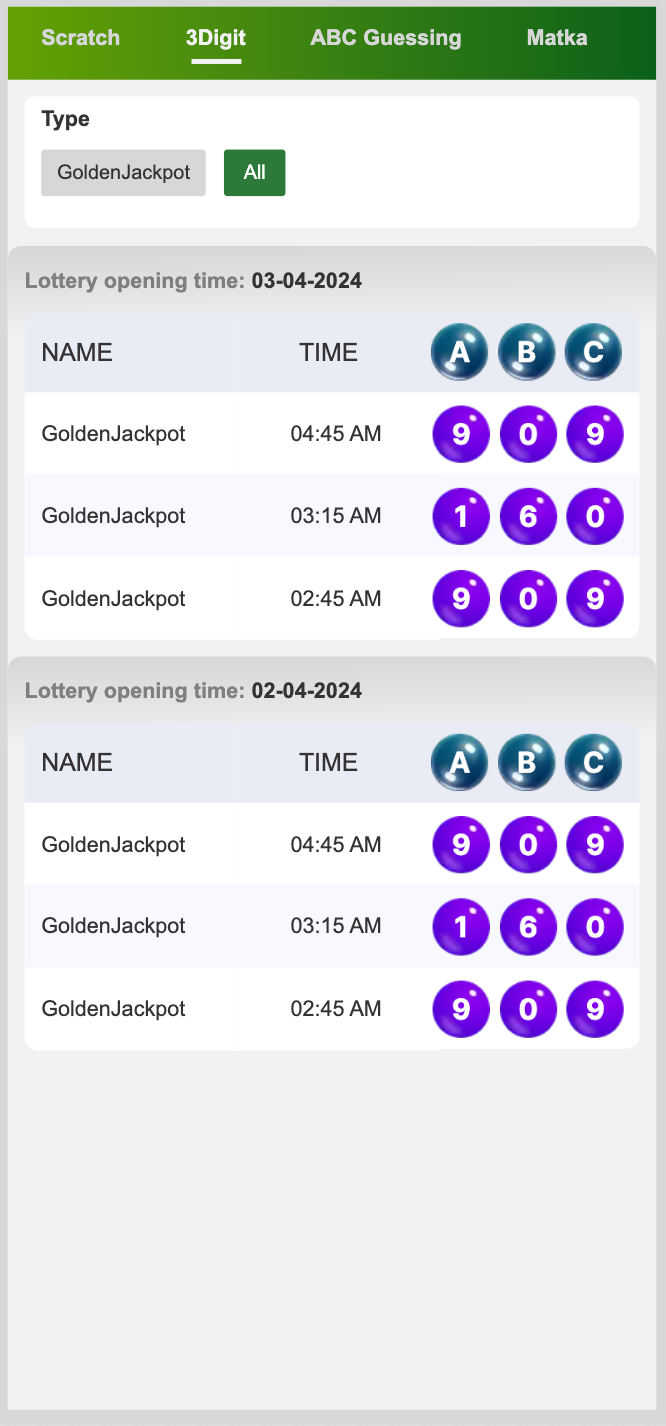 Scratch 3Digit ABC Guessing Matka
Type
GoldenJackpot All
Lottery opening time: 03-04-2024
NAME TIME A B C
GoldenJackpot 04:45 AM 9 0 9
GoldenJackpot 03:15 AM 1 6 0
GoldenJackpot 02:45 AM 9 0 9
Lottery opening time: 02-04-2024
NAME TIME A B C
GoldenJackpot 04:45 AM 9 0 9
GoldenJackpot 03:15 AM 1 6 0
GoldenJackpot 02:45 AM 9 0 9